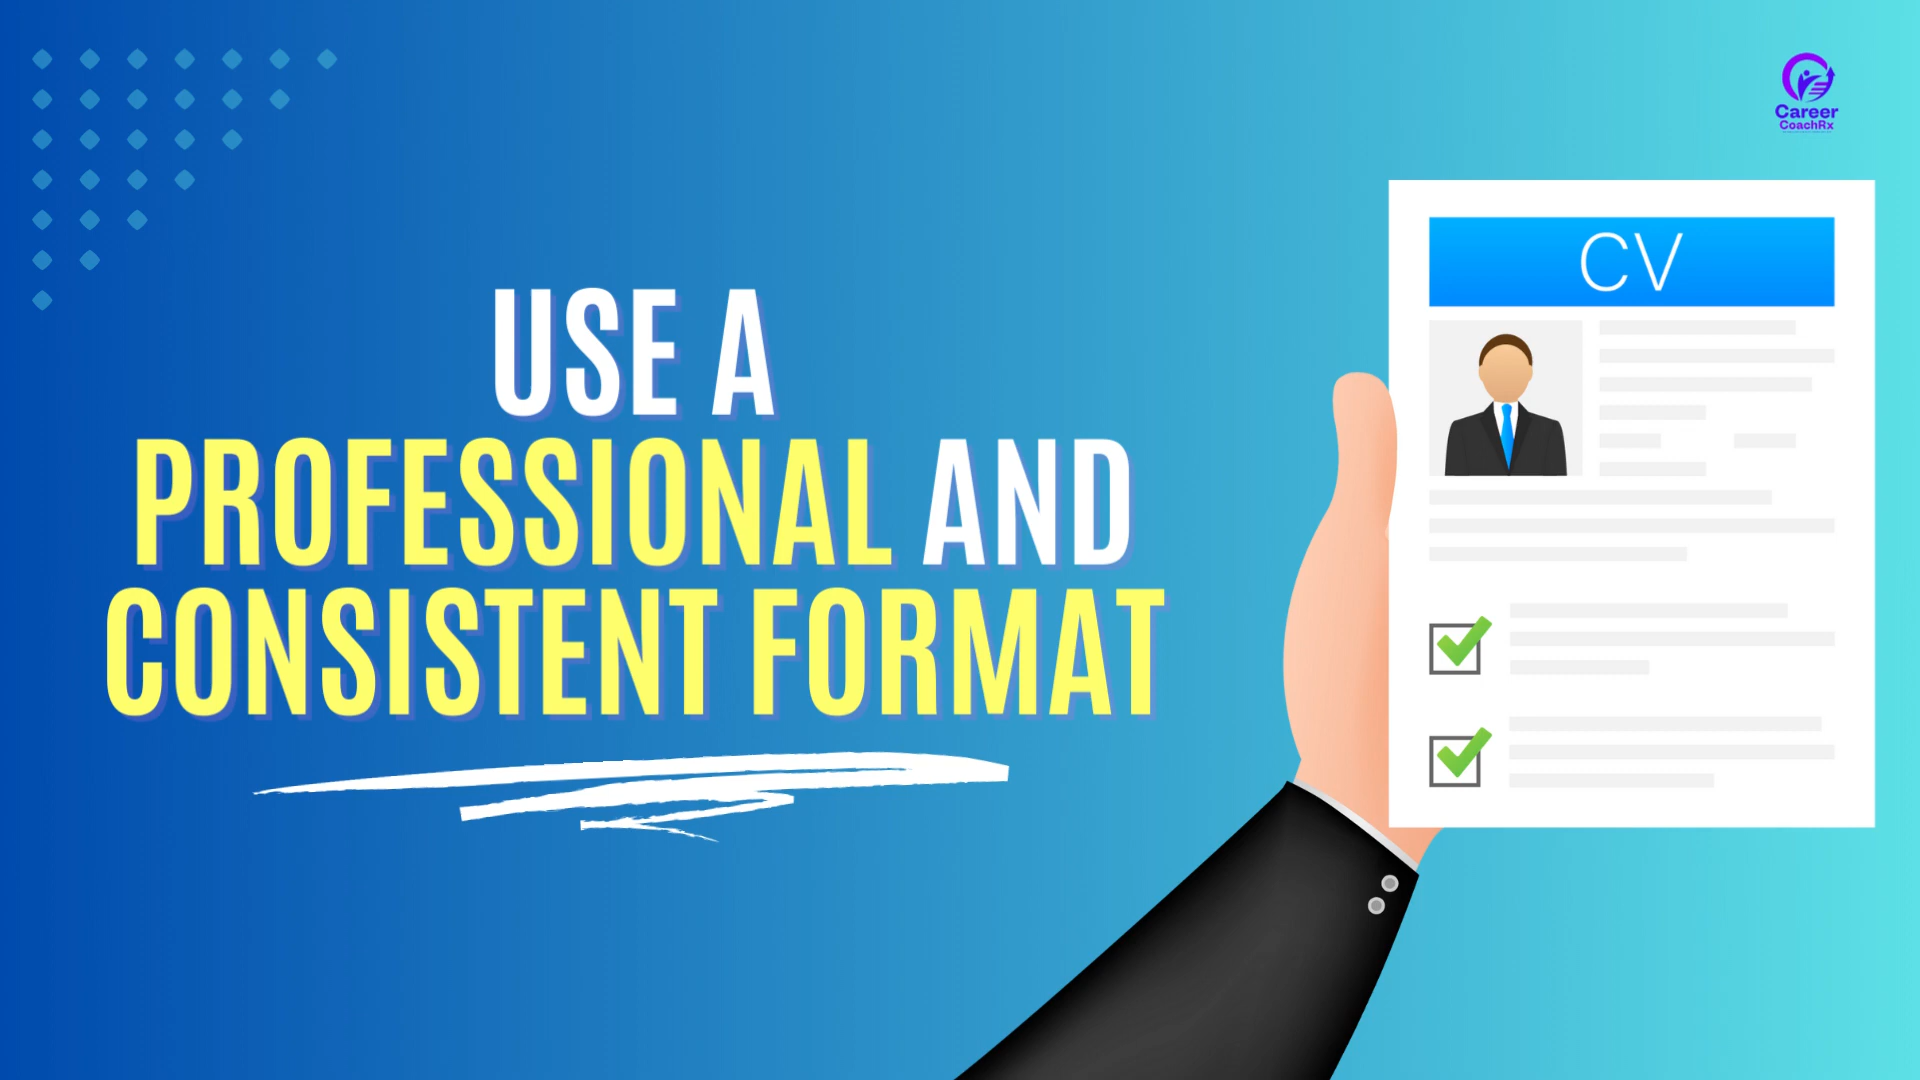 Career
CoachRx
CV
USE A
PROFESSIONAL AND
CONSISTENT FORMAT